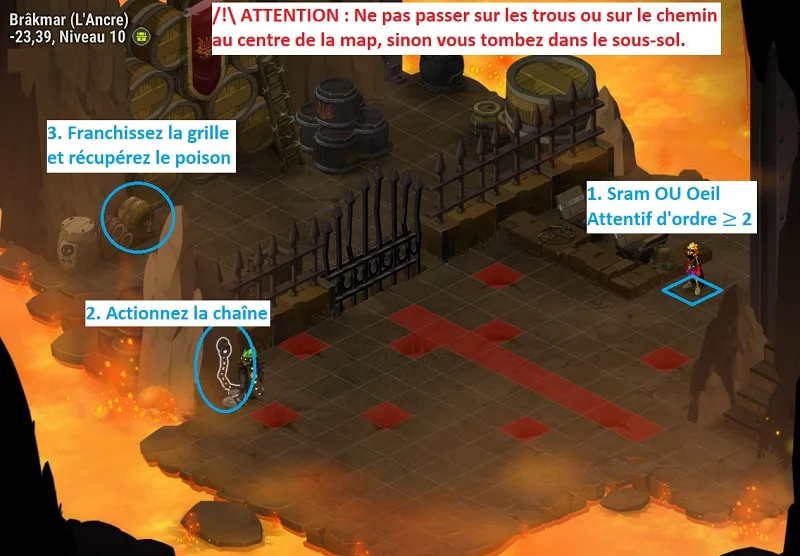 Brâkmar (L'Ancre)
-23,39, Niveau 10
/!\ ATTENTION : Ne pas passer sur les trous ou sur le chemin
au centre de la map, sinon vous tombez dans le sous-sol.
3. Franchissez la grille
et récupérez le poison
1. Sram OU Oeil
Attentif d'ordre ≥ 2
2. Actionnez la chaîne